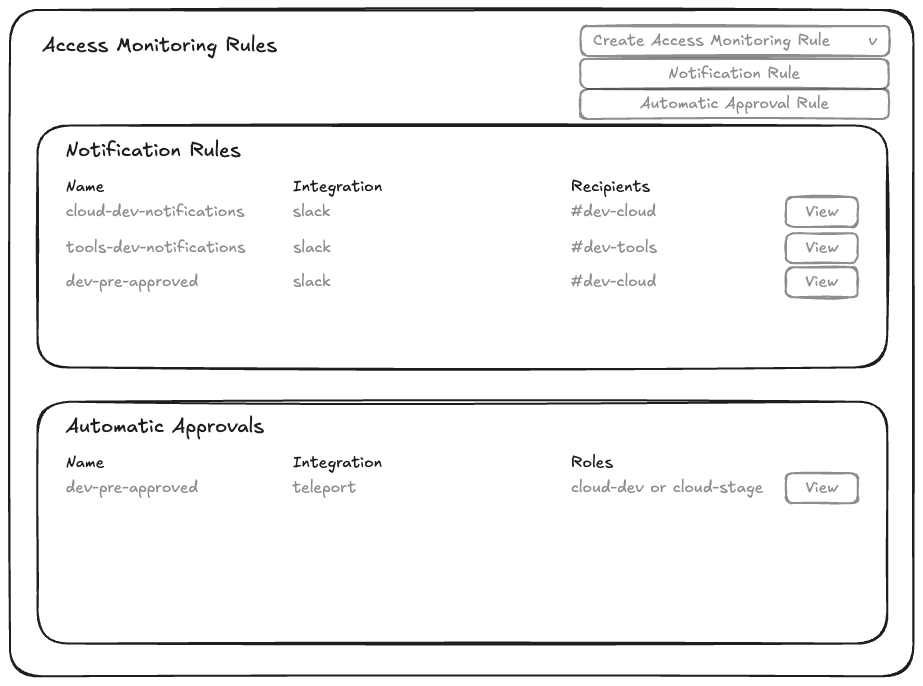 Access Monitoring Rules
Create Access Monitoring Rule v
Notification Rule
Automatic Approval Rule
Notification Rules
Name Integration Recipients
cloud-dev-notifications slack #dev-cloud View
tools-dev-notifications slack #dev-tools View
dev-pre-approved slack #dev-cloud View
Automatic Approvals
Name Integration Roles
dev-pre-approved teleport cloud-dev or cloud-stage View